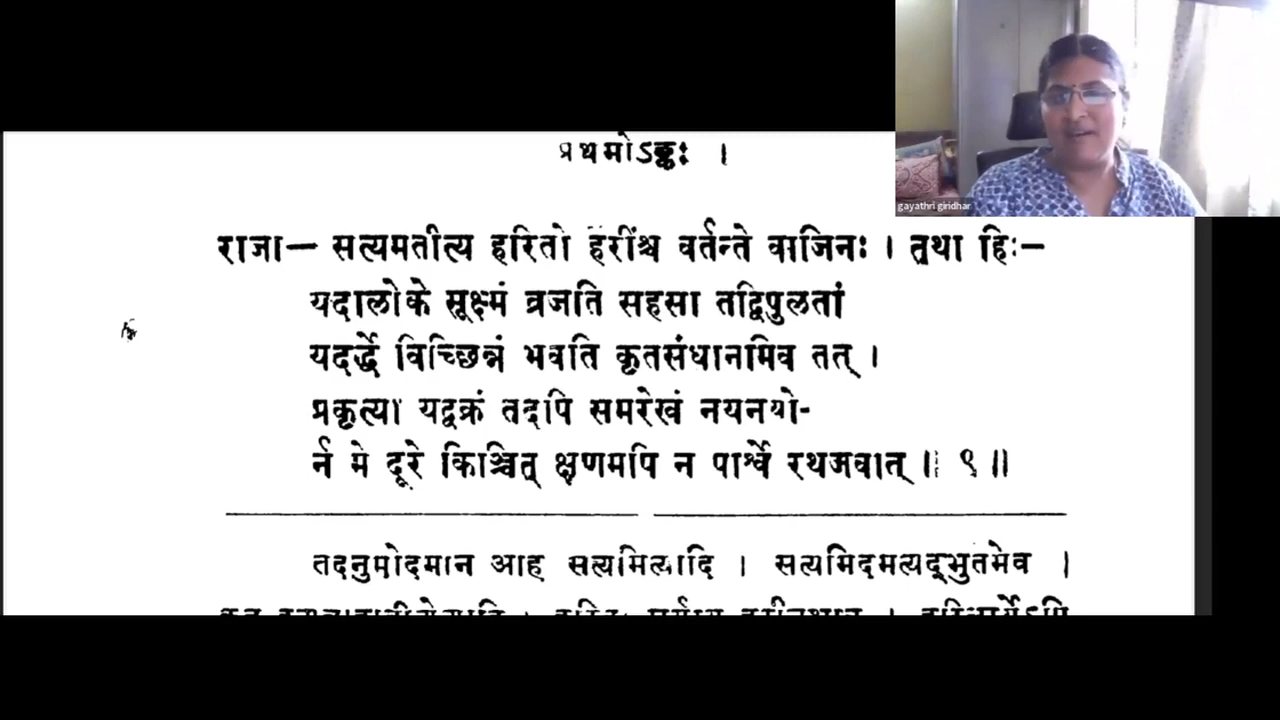 प्रथमोऽङ्कः ।
gayathri giridhar
राजा— सत्यमतीत्य हरितो हरींश्च वर्तन्ते वाजिनः । तथा हिः—
यदालोके सूक्ष्मं व्रजति सहसा तद्विपुलतां
यदर्द्धे विच्छिन्नं भवति कृतसंधानमिव तत् ।
प्रकृत्या यद्वक्रं तदपि समरेखं नयनयो-
र्न मे दूरे किञ्चित् क्षणमपि न पार्श्वे रथजवात् ॥ ९ ॥
तदनुमोदमान आह सत्यमित्यादि । सत्यमिदमत्यद्भुतमेव ।